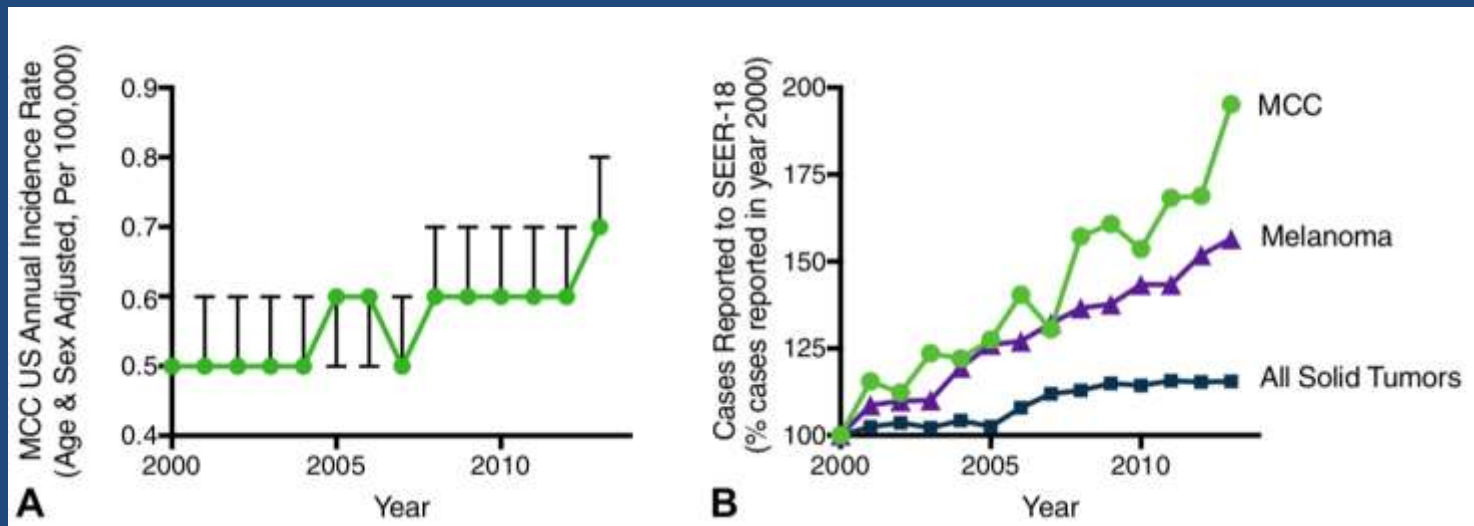 MCC US Annual Incidence Rate
(Age & Sex Adjusted, Per 100,000)
0.9
0.8
0.7
0.6
0.5
0.4
2000
2005
2010
Year
A
Cases Reported to SEER-18
(% cases reported in year 2000)
200
175
150
125
100
2000
2005
2010
Year
MCC
Melanoma
All Solid Tumors
B